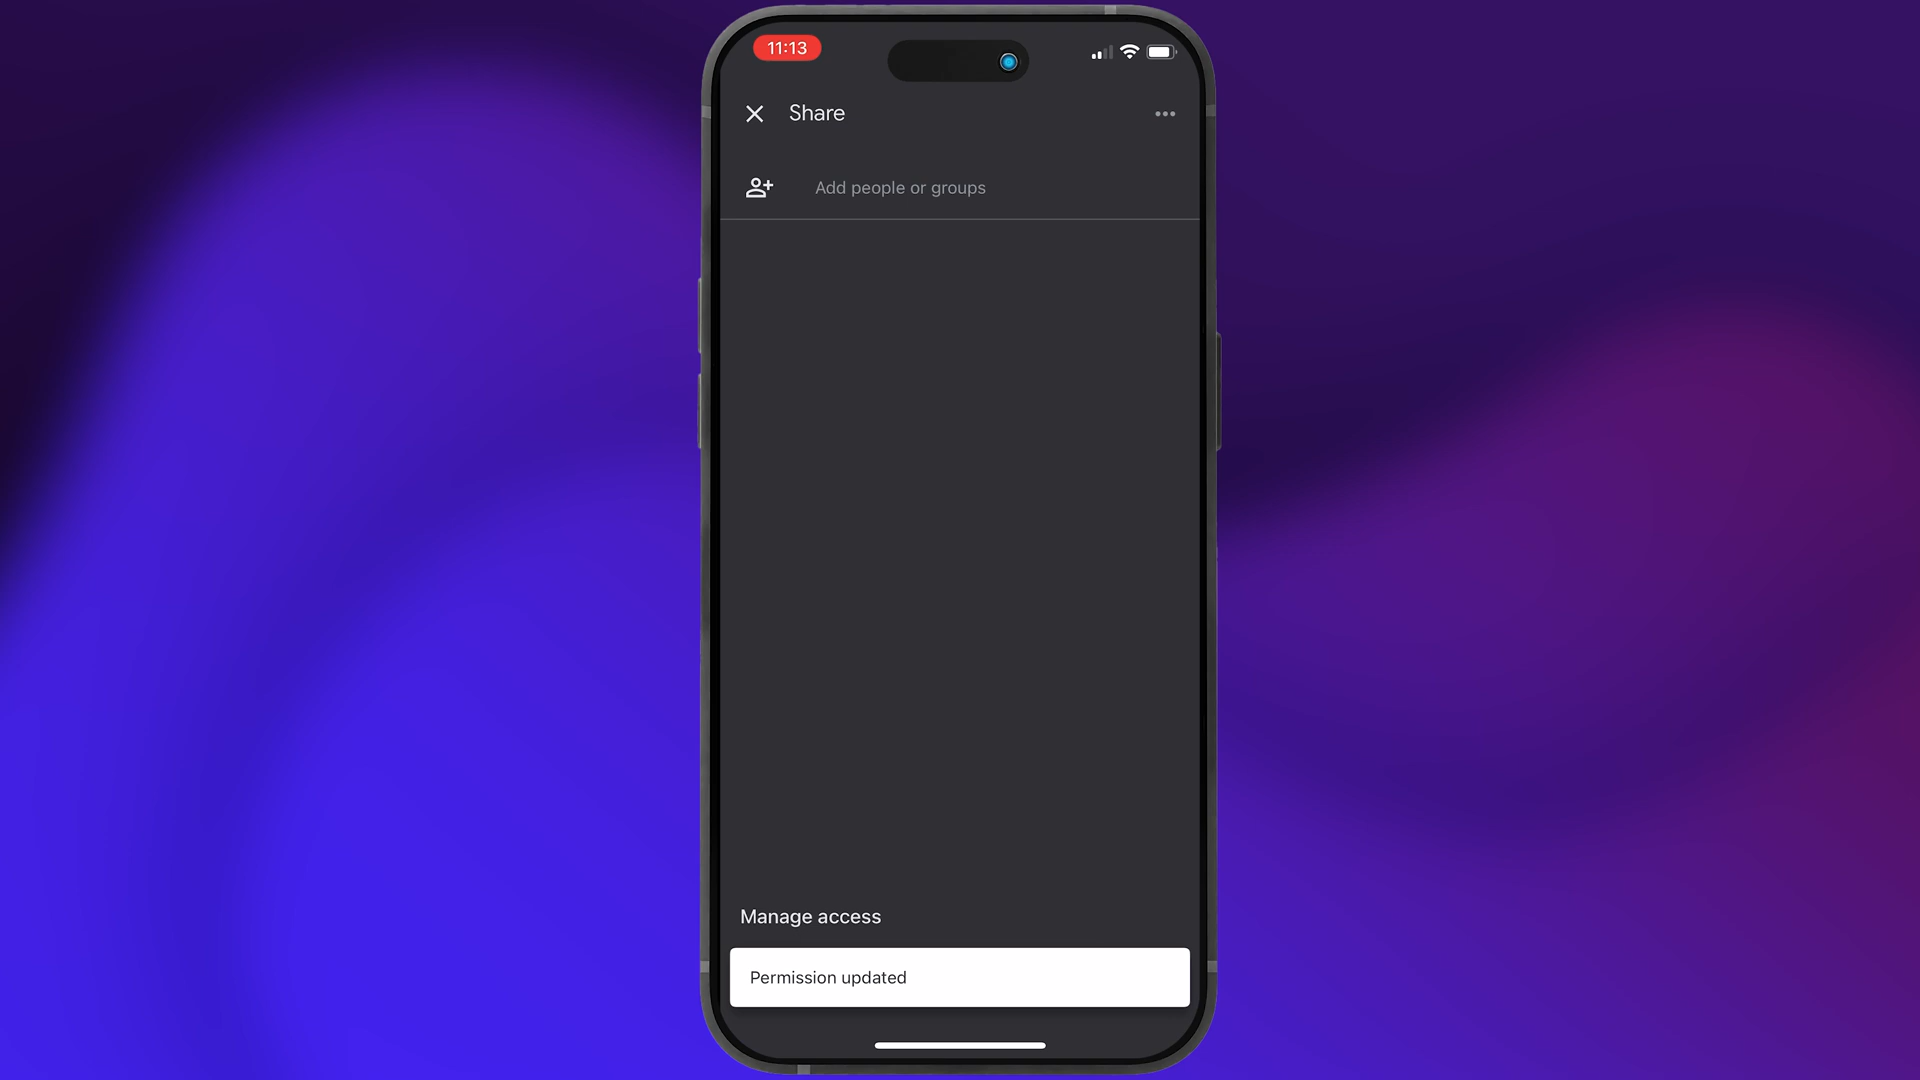 11:13
Share
Add people or groups
Manage access
Permission updated